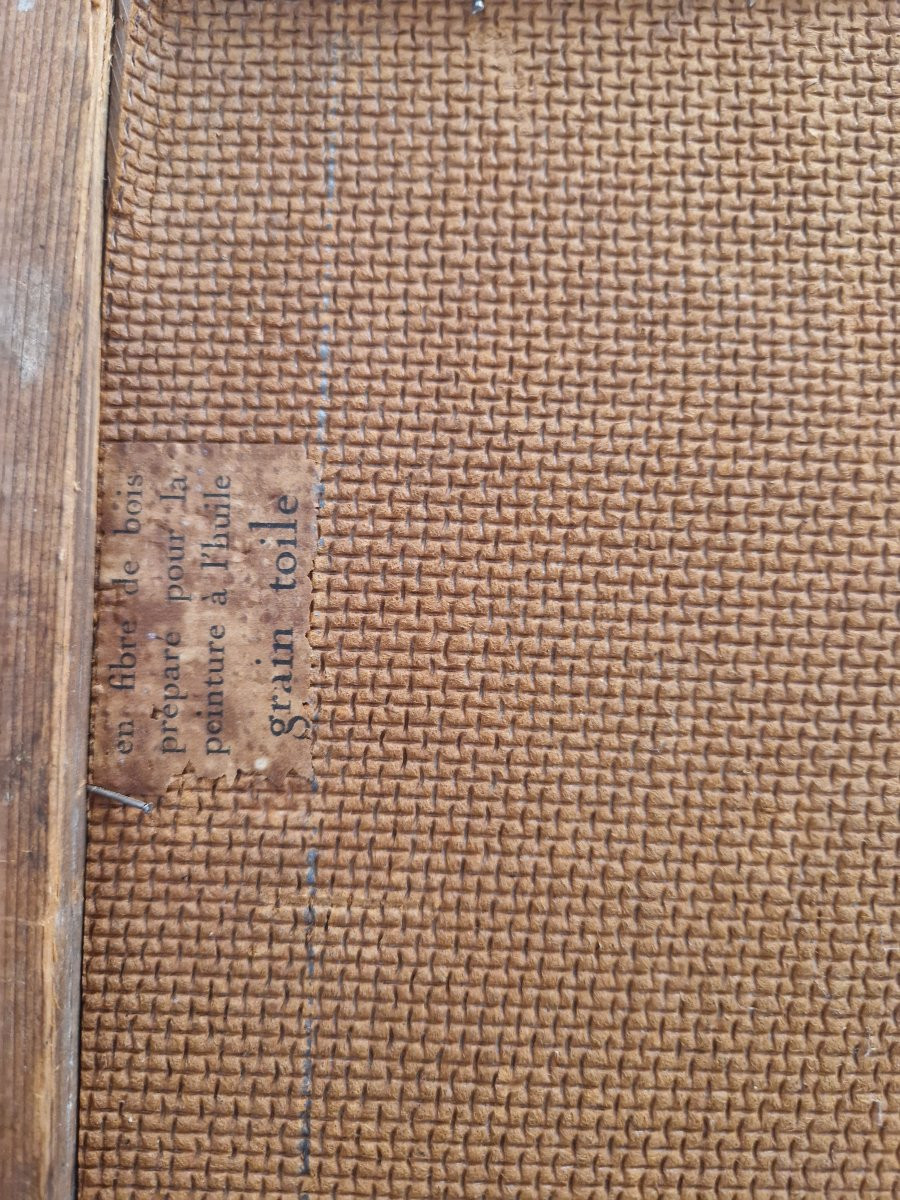 en fibre de bois
préparé pour la
peinture à l'huile
grain toile